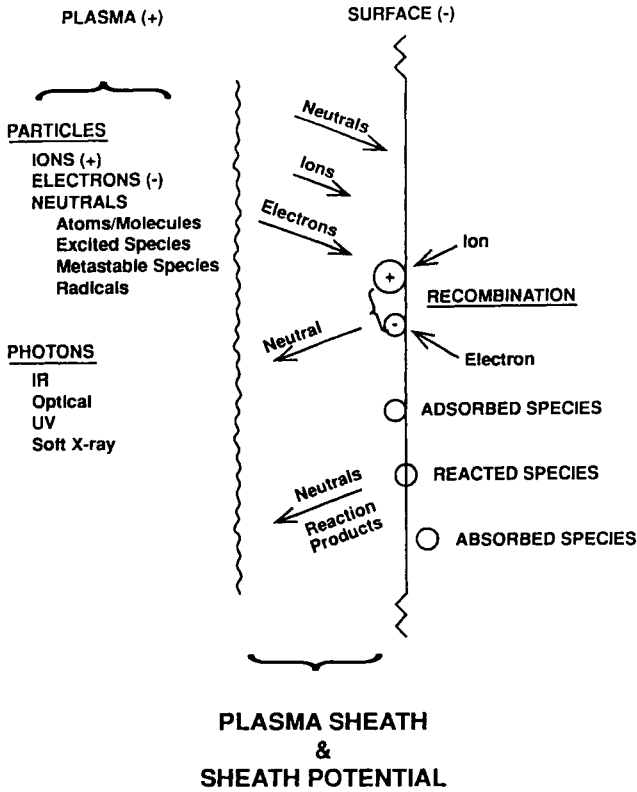 PLASMA (+)
SURFACE (-)
PARTICLES
IONS (+)
ELECTRONS (-)
NEUTRALS
Atoms/Molecules
Excited Species
Metastable Species
Radicals
PHOTONS
IR
Optical
UV
Soft X-ray
Neutrals
Ions
Electrons
Ion
+
RECOMBINATION
-
Neutral
Electron
ADSORBED SPECIES
REACTED SPECIES
Neutrals
Reaction
Products
ABSORBED SPECIES
PLASMA SHEATH
&
SHEATH POTENTIAL